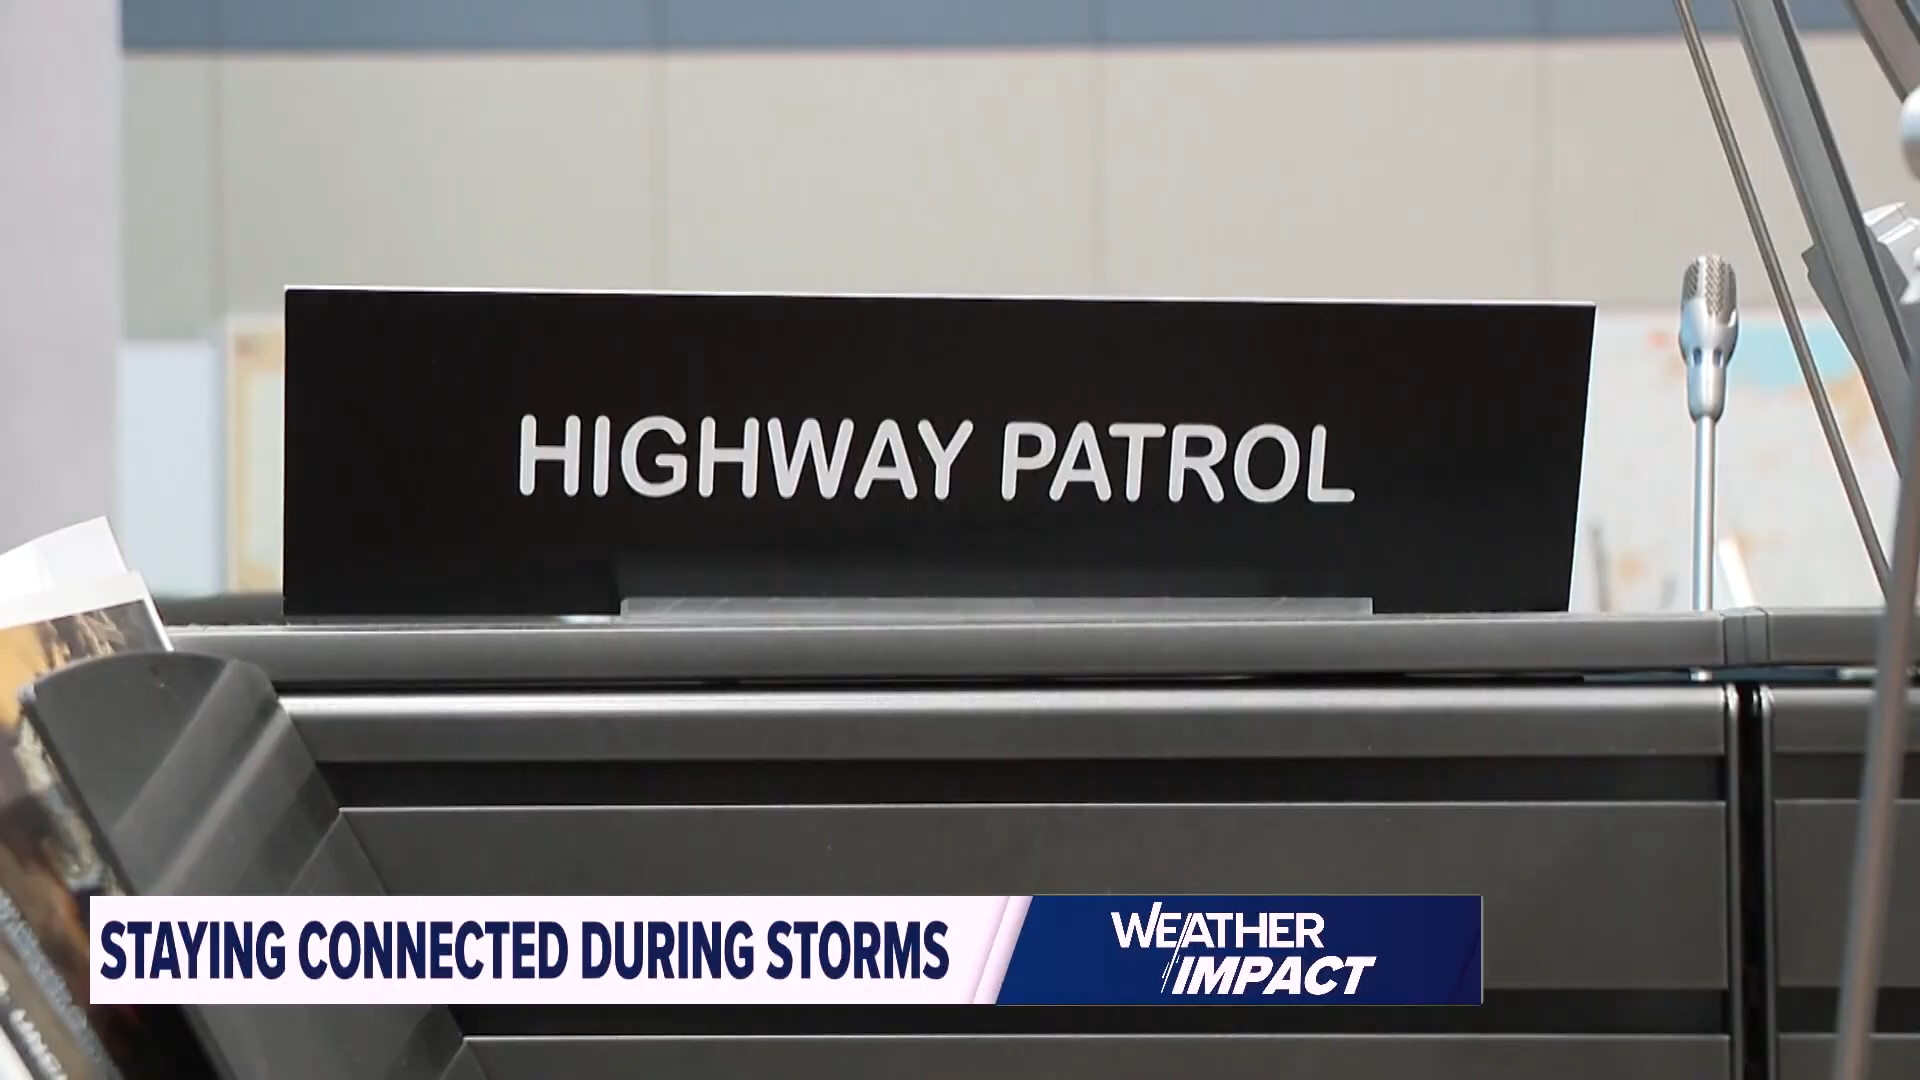 HIGHWAY PATROL
STAYING CONNECTED DURING STORMS
WEATHER
IMPACT